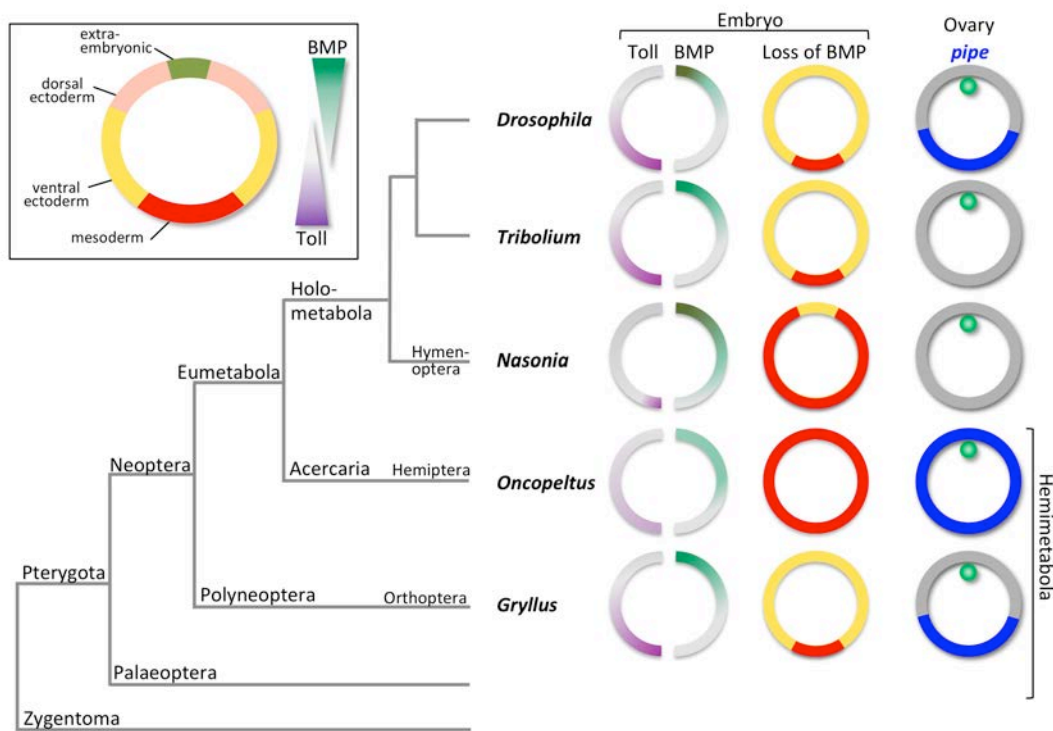 extra-
embryonic
dorsal
ectoderm
ventral
ectoderm
mesoderm
BMP
Toll
Embryo
Toll BMP Loss of BMP
Ovary
pipe
Drosophila
Tribolium
Holo-
metabola
Hymen-
optera
Nasonia
Eumetabola
Neoptera
Acercaria
Hemiptera
Oncopeltus
Pterygota
Polyneoptera
Orthoptera
Gryllus
Hemimetabola
Palaeoptera
Zygentoma